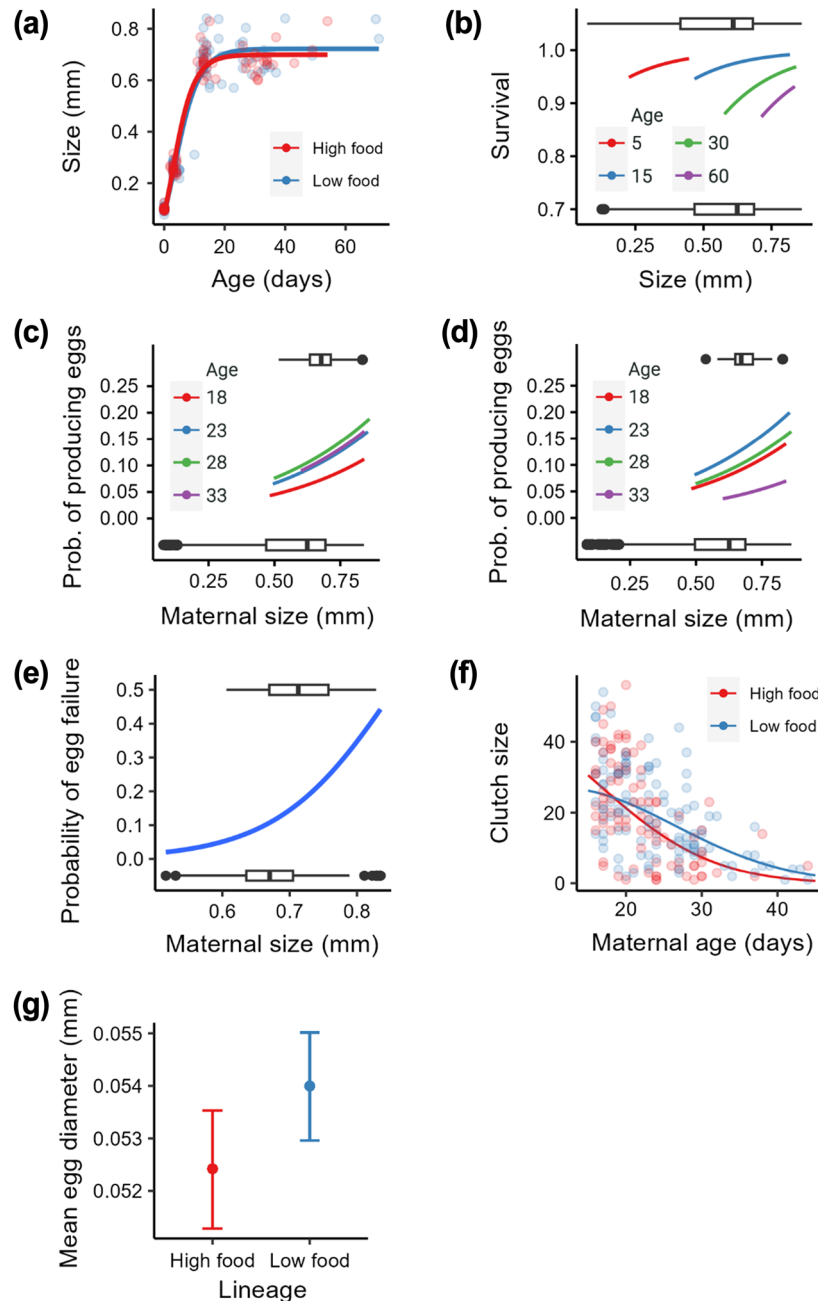 (a)
0.8
0.6
0.4
0.2
Size (mm)
High food
Low food
0 20 40 60
Age (days)
(b)
1.0
0.9
0.8
0.7
Survival
Age
5 30
15 60
0.25 0.50 0.75
Size (mm)
(c)
0.25
0.20
0.15
0.10
0.05
0.00
Prob. of producing eggs
Age
18
23
28
33
0.25 0.50 0.75
Maternal size (mm)
(d)
0.25
0.20
0.15
0.10
0.05
0.00
Prob. of producing eggs
Age
18
23
28
33
0.25 0.50 0.75
Maternal size (mm)
(e)
0.5
0.4
0.3
0.2
0.1
0.0
Probability of egg failure
0.6 0.7 0.8
Maternal size (mm)
(f)
40
20
0
Clutch size
High food
Low food
20 30 40
Maternal age (days)
(g)
0.055
0.054
0.053
0.052
Mean egg diameter (mm)
High food Low food
Lineage